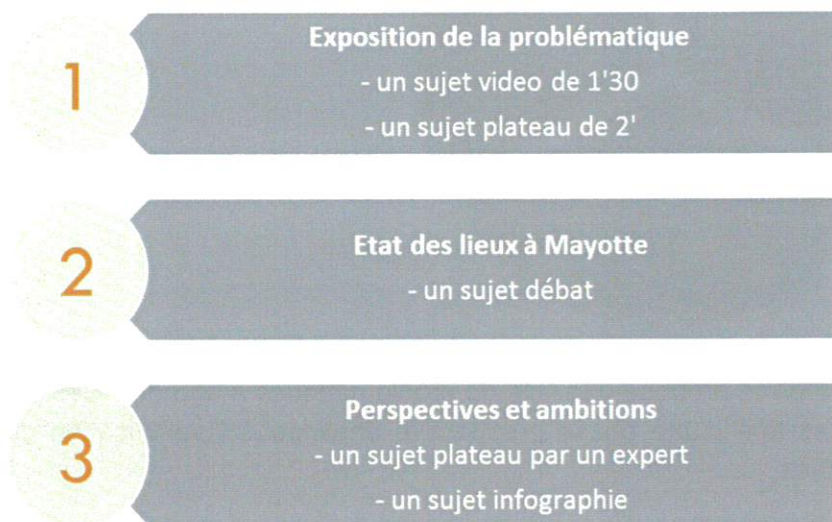 1
Exposition de la problématique
- un sujet video de 1'30
- un sujet plateau de 2'
2
Etat des lieux à Mayotte
- un sujet débat
3
Perspectives et ambitions
- un sujet plateau par un expert
- un sujet infographie